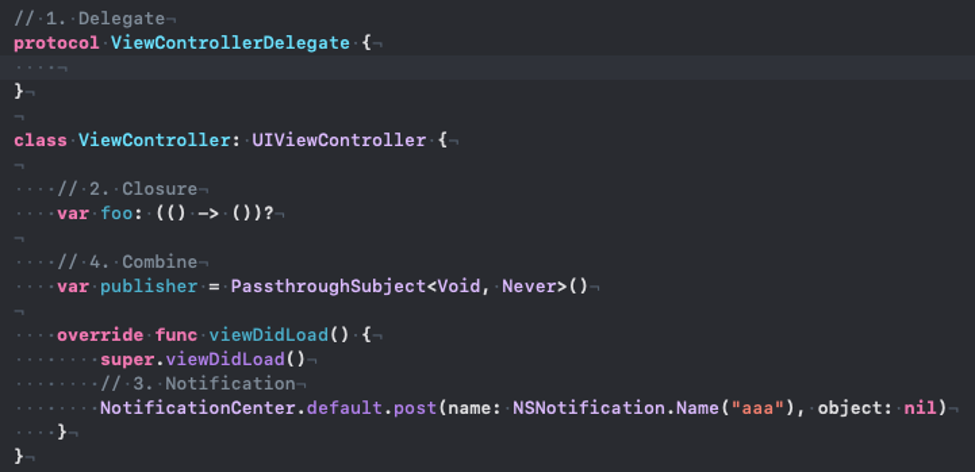 // 1. Delegate
protocol ViewControllerDelegate {
}
class ViewController: UIViewController {
// 2. Closure
var foo: (() -> ())?
// 4. Combine
var publisher = PassthroughSubject<Void, Never>()
override func viewDidLoad() {
super.viewDidLoad()
// 3. Notification
NotificationCenter.default.post(name: NSNotification.Name("aaa"), object: nil)
}
}